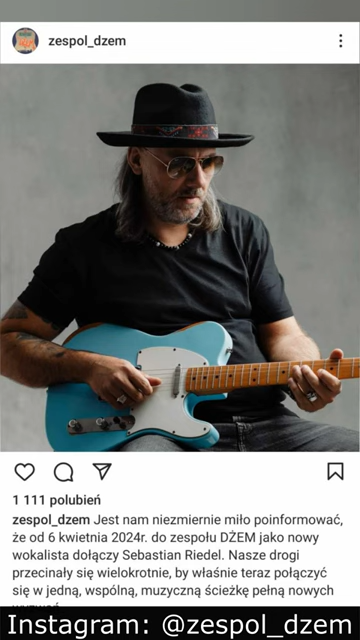 zespol_dzem
1 111 polubień
zespol_dzem Jest nam niezmiernie miło poinformować,
że od 6 kwietnia 2024r. do zespołu DŻEM jako nowy
wokalista dołączy Sebastian Riedel. Nasze drogi
przecinały się wielokrotnie, by właśnie teraz połączyć
się w jedną, wspólną, muzyczną ścieżkę pełną nowych
Instagram: @zespol_dzem